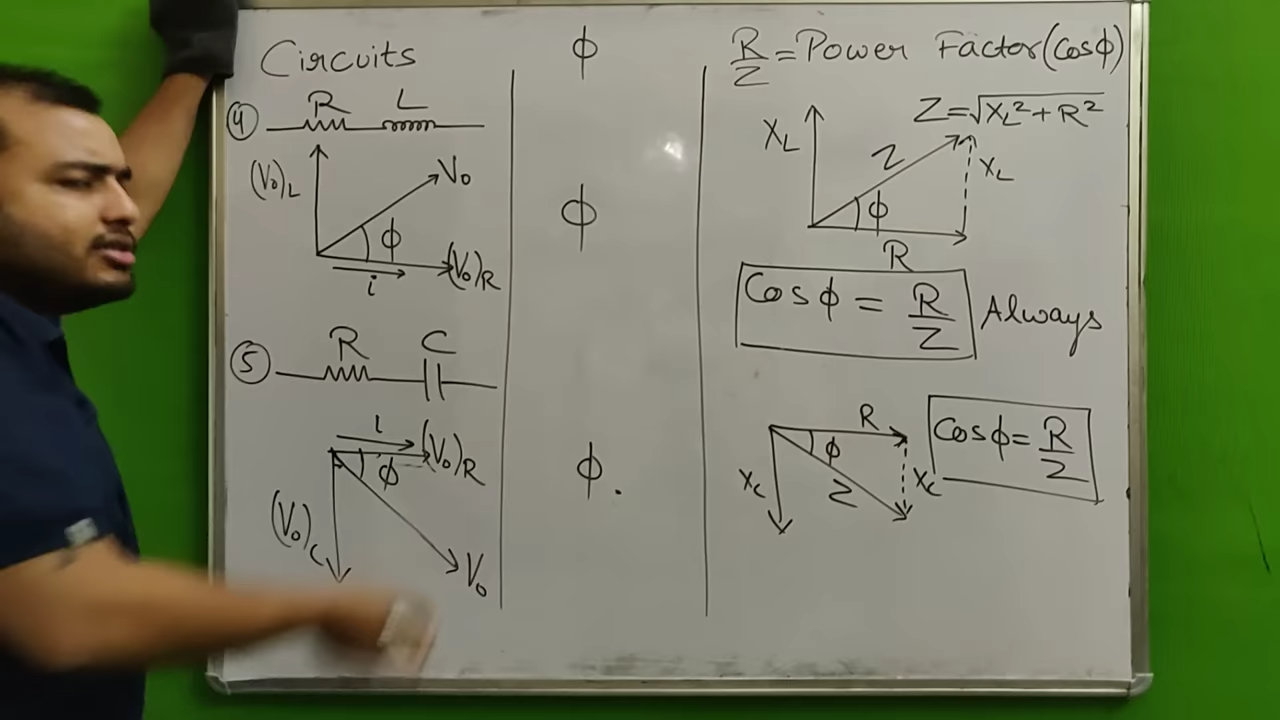 Circuits ϕ R/Z = Power Factor (Cosϕ)
④ R L
(V₀)L V₀ ϕ i (V₀)R
ϕ
XL Z ϕ R XL
Z = √XL² + R²
Cosϕ = R/Z Always
⑤ R C
i (V₀)R ϕ (V₀)C V₀
ϕ.
R ϕ Z XC XC
Cosϕ = R/Z